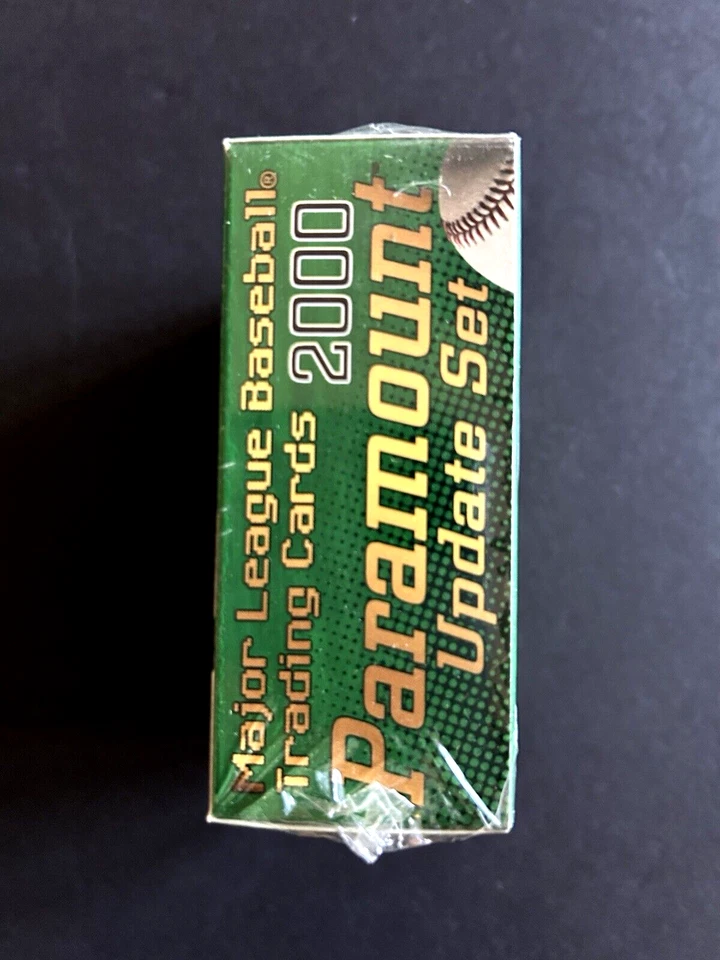 Major League Baseball®
Trading Cards 2000
Paramount
Update Set